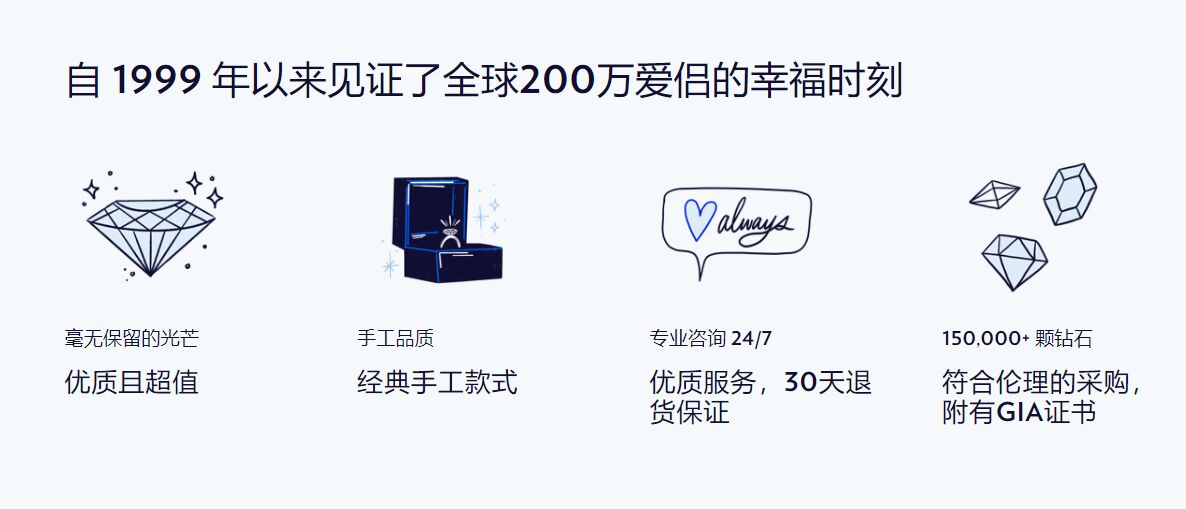 自 1999 年以来见证了全球200万爱侣的幸福时刻
always
毫无保留的光芒
优质且超值
手工品质
经典手工款式
专业咨询 24/7
优质服务，30天退
货保证
150,000+ 颗钻石
符合伦理的采购，
附有GIA证书